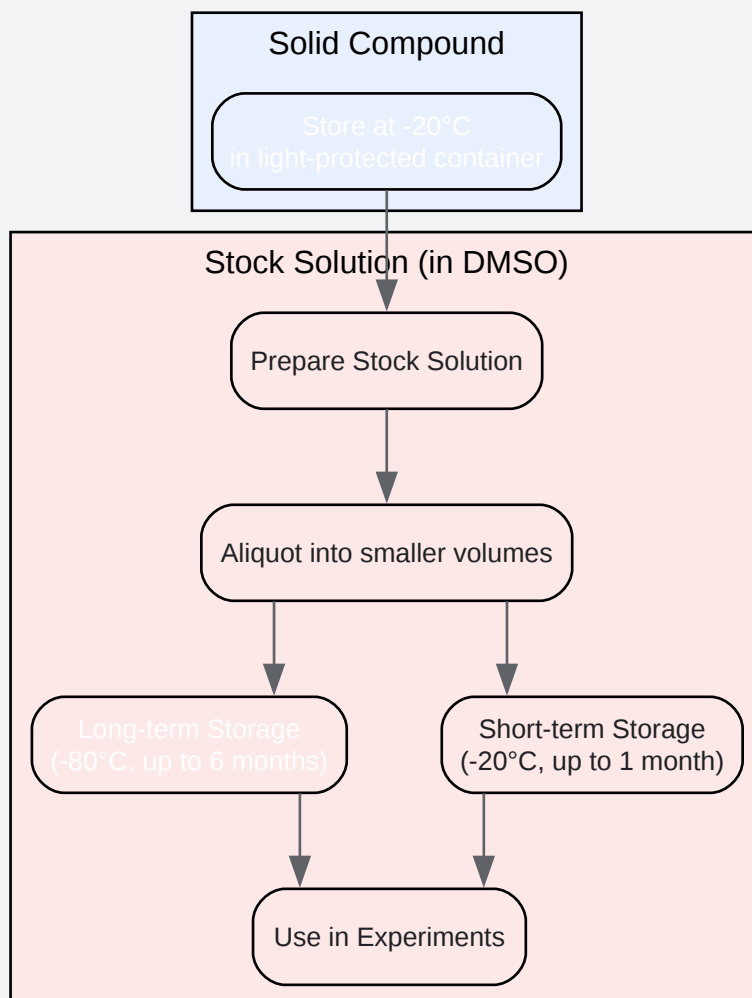 Solid Compound
Store at -20°C
in light-protected container
Stock Solution (in DMSO)
Prepare Stock Solution
Aliquot into smaller volumes
Long-term Storage
(-80°C, up to 6 months)
Short-term Storage
(-20°C, up to 1 month)
Use in Experiments